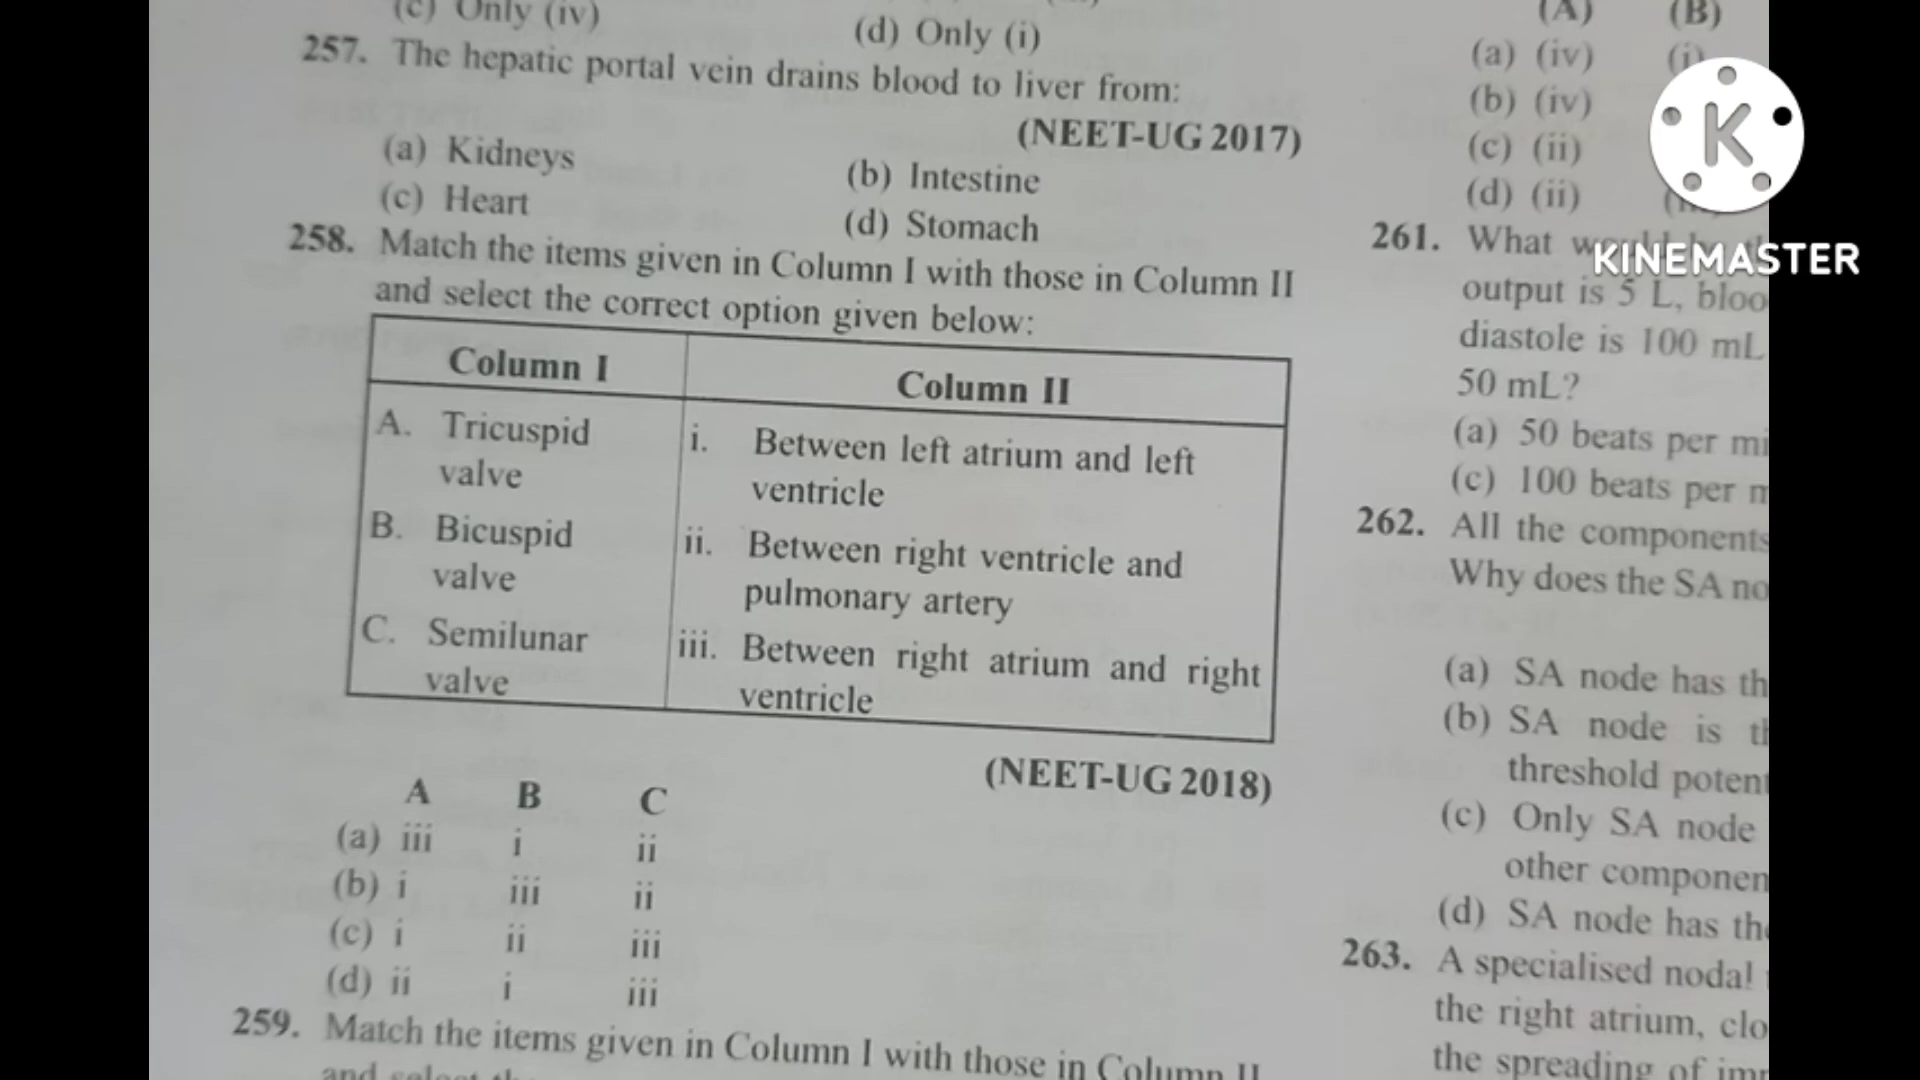 (c) Only (iv)
(d) Only (i)
257. The hepatic portal vein drains blood to liver from:
(NEET-UG 2017)
(a) Kidneys
(b) Intestine
(c) Heart
(d) Stomach
258. Match the items given in Column I with those in Column II
and select the correct option given below:
Column I Column II
A. Tricuspid i. Between left atrium and left
valve ventricle
B. Bicuspid ii. Between right ventricle and
valve pulmonary artery
C. Semilunar iii. Between right atrium and right
valve ventricle
(NEET-UG 2018)
A B C
(a) iii i ii
(b) i iii ii
(c) i ii iii
(d) ii i iii
259. Match the items given in Column I with those in Column II
and
(A) (B)
(a) (iv) (i)
(b) (iv)
(c) (ii)
(d) (ii)
261. What
output is 5 L,
diastole is 100 mL
50 mL?
(a) 50 beats per
(c) 100 beats per
262. All the components
Why does the SA
(a) SA node has
(b) SA node is
threshold
(c) Only SA node
other
(d) SA node has
263. A specialised nodal
the right atrium,
the spreading of
K
KINEMASTER